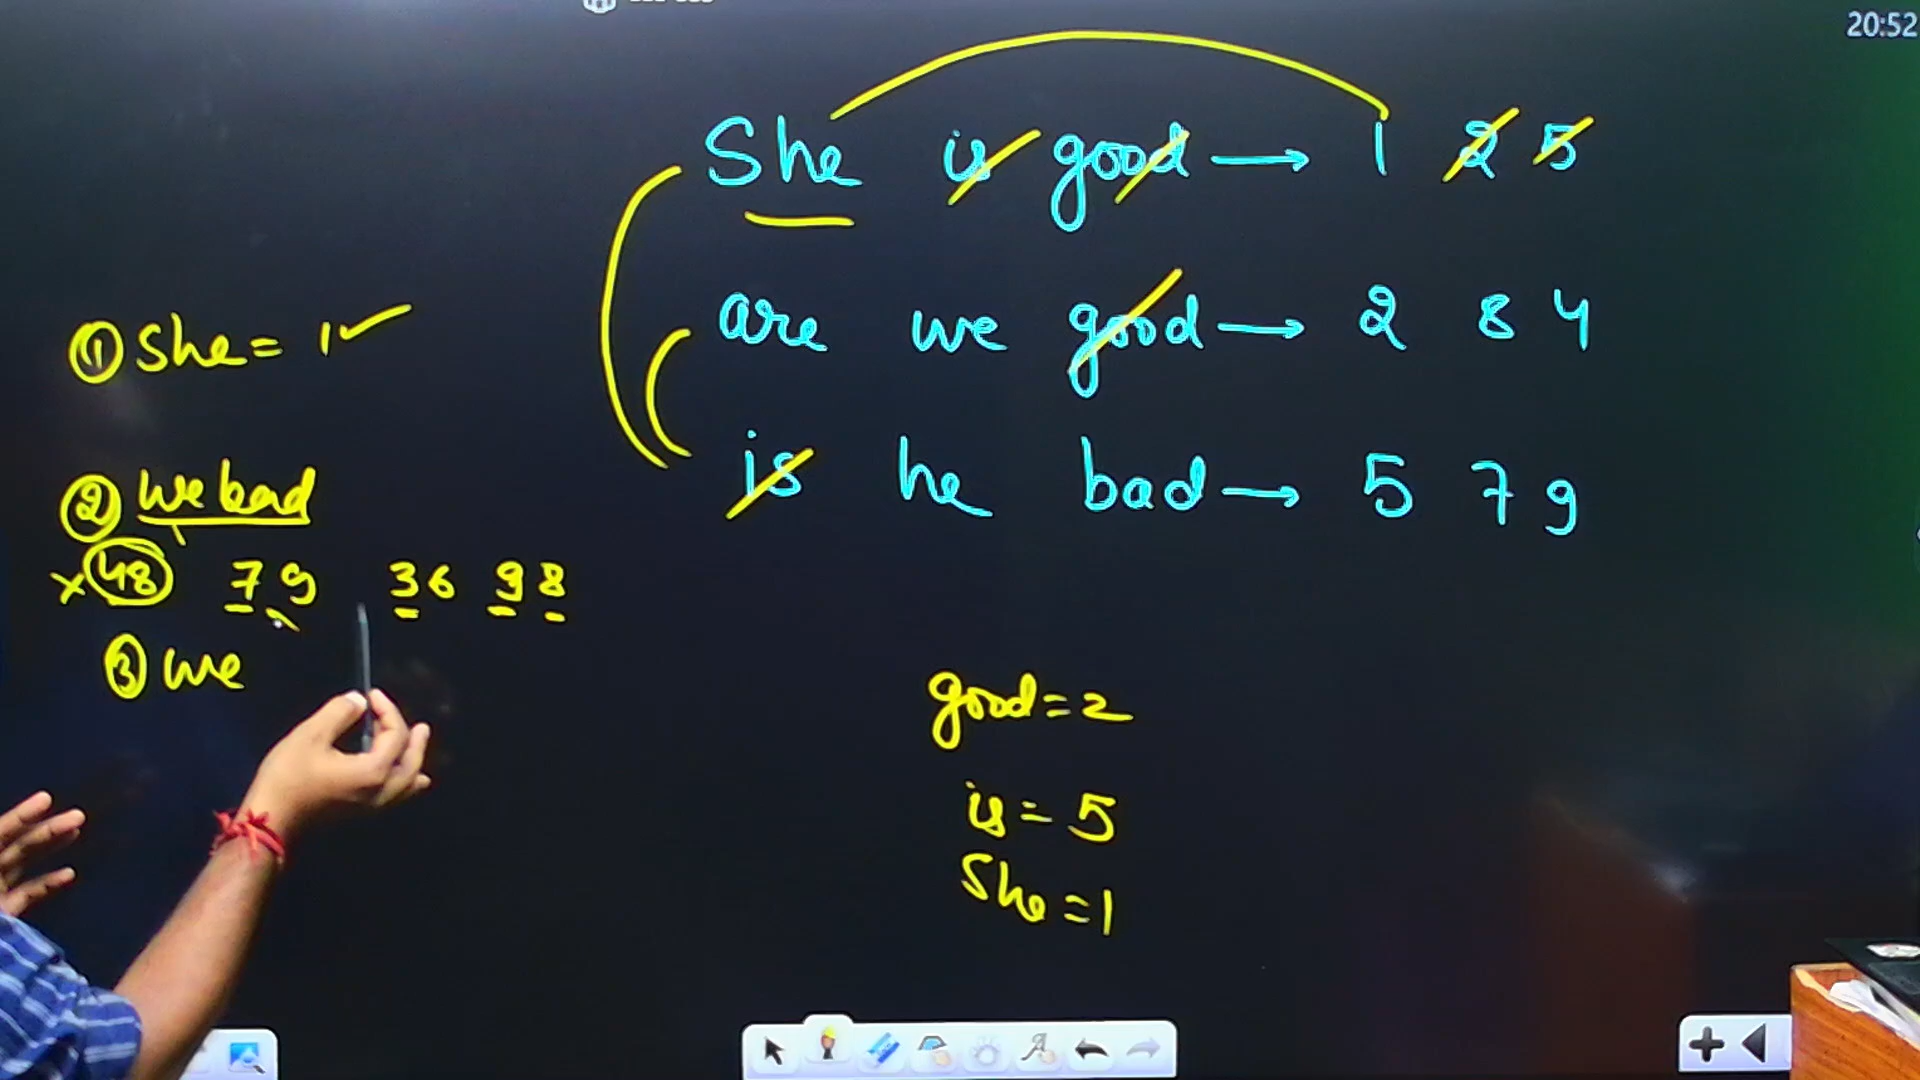 20:52
She is good → 1 2 5
are we good → 2 8 4
is he bad → 5 7 9
① She = 1 ✓
② we bad
× 48 79 36 98
③ we
good = 2
is = 5
She = 1